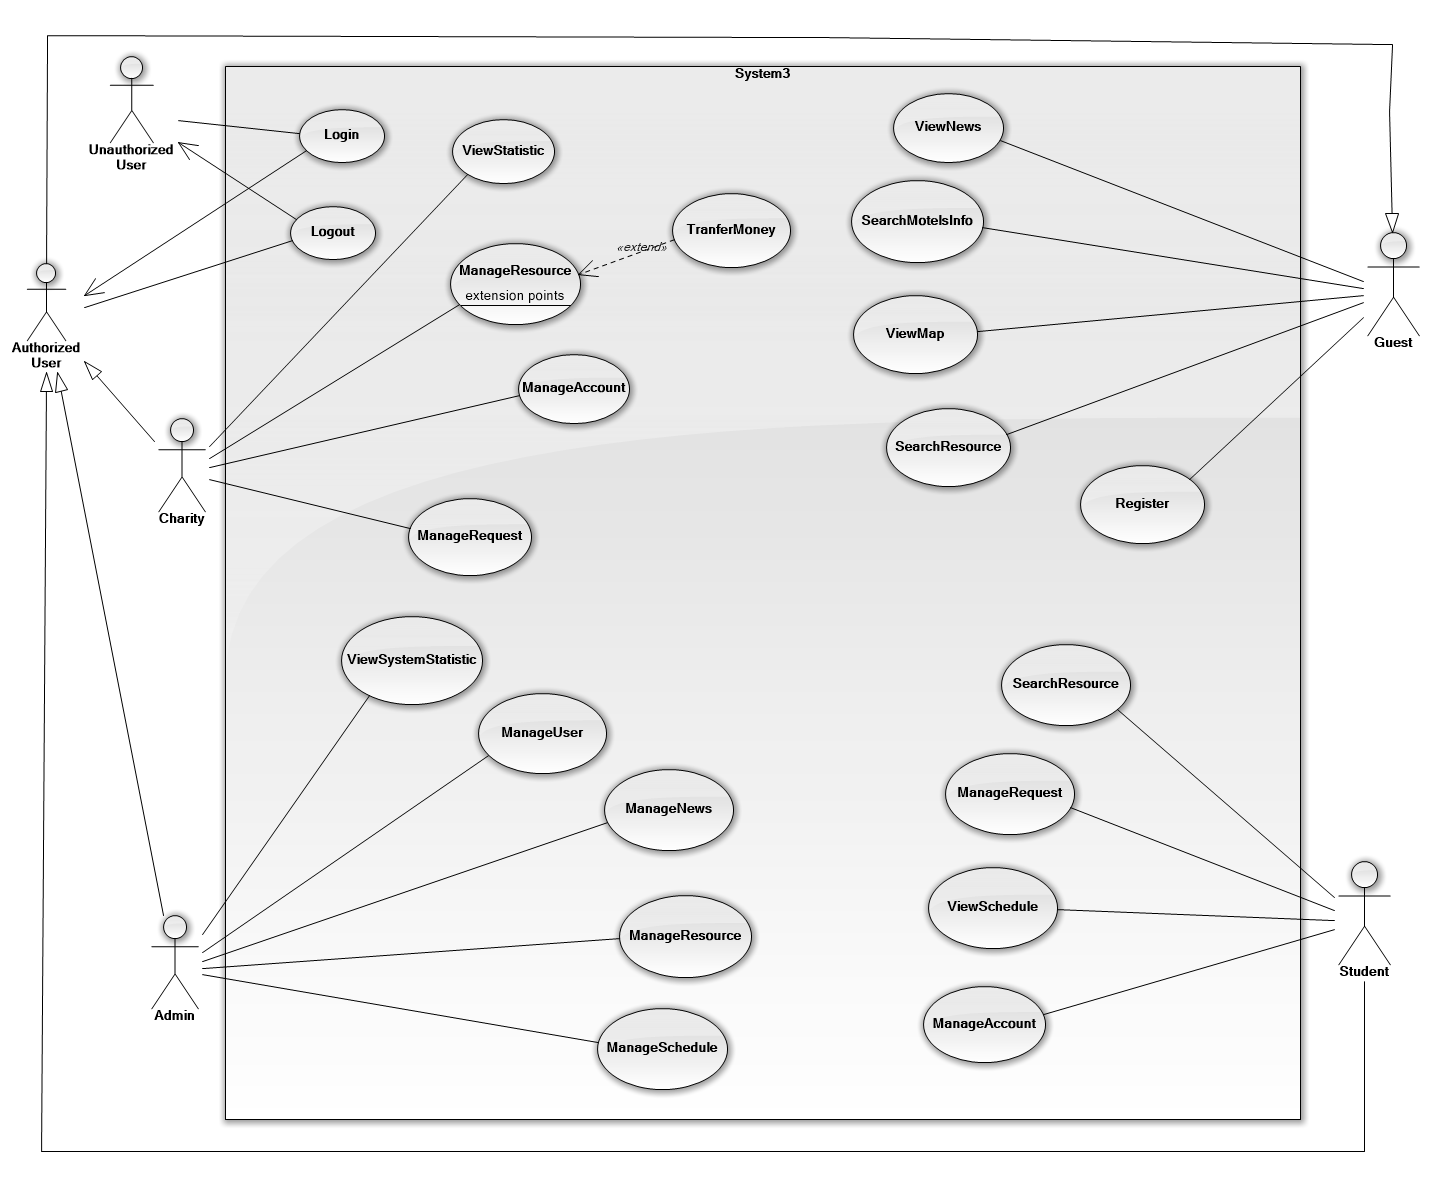 System3
Unauthorized
User
Login
ViewStatistic
ViewNews
Logout
TranferMoney
SearchMotelsInfo
«extend»
ManageResource
extension points
Authorized
User
ViewMap
Guest
ManageAccount
SearchResource
Charity
Register
ManageRequest
ViewSystemStatistic
SearchResource
ManageUser
ManageNews
ManageRequest
ViewSchedule
ManageResource
Student
Admin
ManageAccount
ManageSchedule